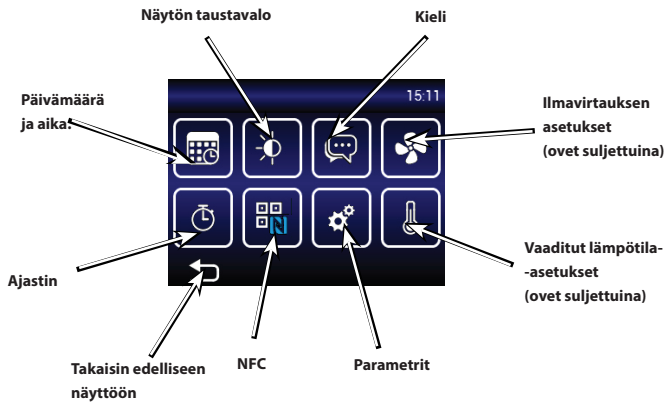 Näytön taustavalo
Kieli
Päivämäärä
ja aika.
15:11
Ilmavirtauksen
asetukset
(ovet suljettuina)
Ajastin
Vaaditut lämpötila-
-asetukset
(ovet suljettuina)
Takaisin edelliseen
näyttöön
NFC
Parametrit